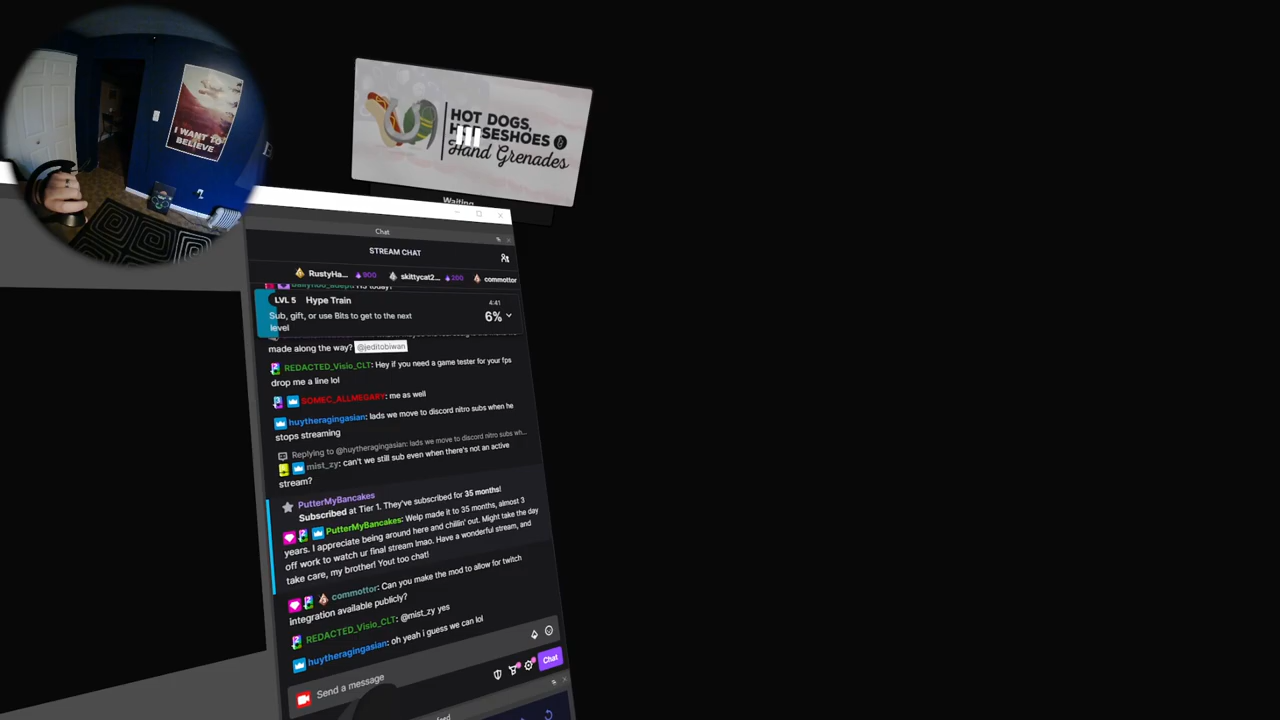 I WANT TO
BELIEVE
HOT DOGS,
HORSESHOES &
Hand Grenades
Waiting
Chat
STREAM CHAT
RustyHa... 900 skittycat2... 200 commottor
LVL 5 Hype Train 4:41
Sub, gift, or use Bits to get to the next 6%
level
made along the way? @jeditobiwan
REDACTED_Visio_CLT: Hey if you need a game tester for your fps
drop me a line lol
SOMEC_ALLMEGARY: me as well
huytheragingasian: lads we move to discord nitro subs when he
stops streaming
Replying to @huytheragingasian: lads we move to discord nitro subs wh...
mist_zy: can't we still sub even when there's not an active
stream?
PutterMyBancakes
Subscribed at Tier 1. They've subscribed for 35 months!
PutterMyBancakes: Welp made it to 35 months, almost 3
years. I appreciate being around here and chillin' out. Might take the day
off work to watch ur final stream lmao. Have a wonderful stream, and
take care, my brother! Yout too chat!
commottor: Can you make the mod to allow for twitch
integration available publicly?
REDACTED_Visio_CLT: @mist_zy yes
huytheragingasian: oh yeah i guess we can lol
Send a message
Chat